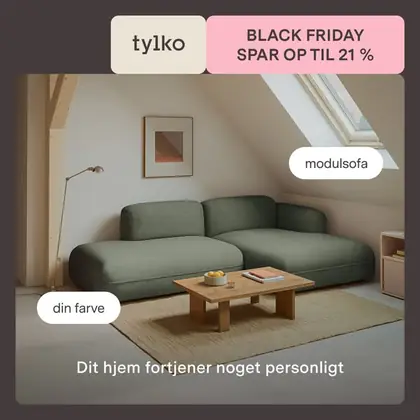 tylko
BLACK FRIDAY
SPAR OP TIL 21 %
modulsofa
din farve
Dit hjem fortjener noget personligt